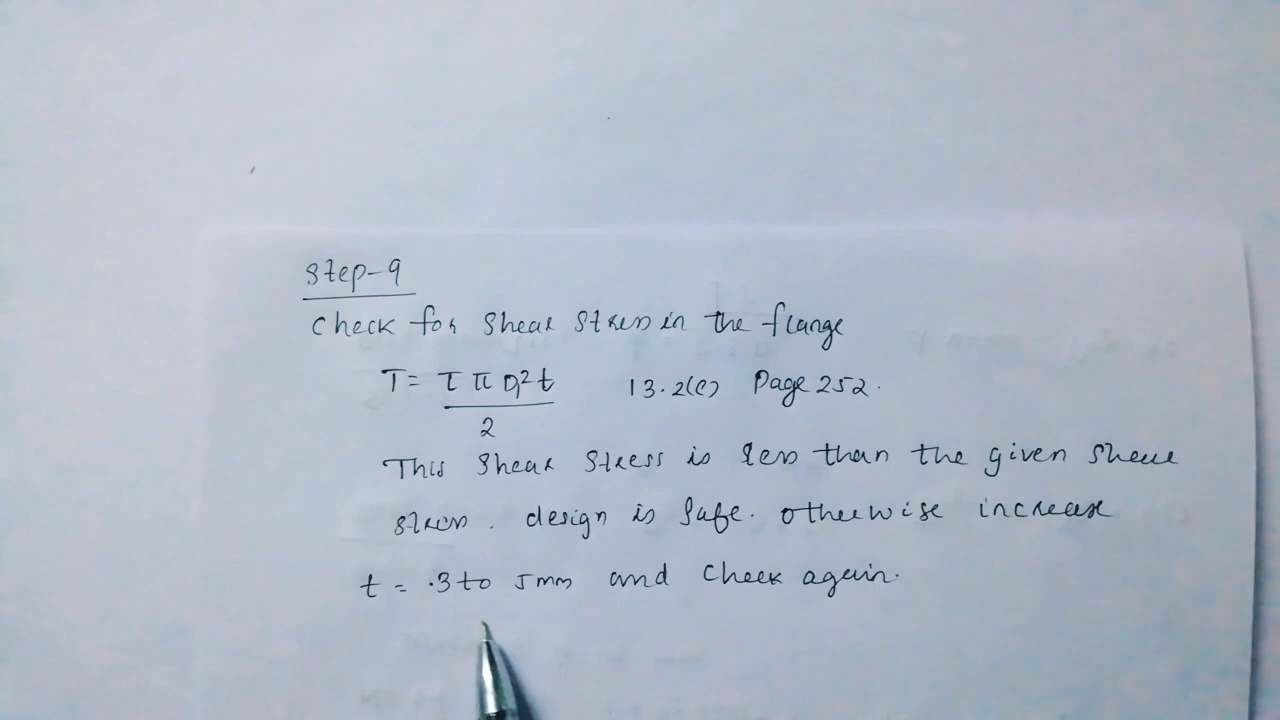 Step-9
Check for shear stress in the flange
T = τ π D₁² t / 2 13.2(c) Page 252.
This shear stress is less than the given shear
stress. design is safe. otherwise increase
t = .3 to 5mm and check again.